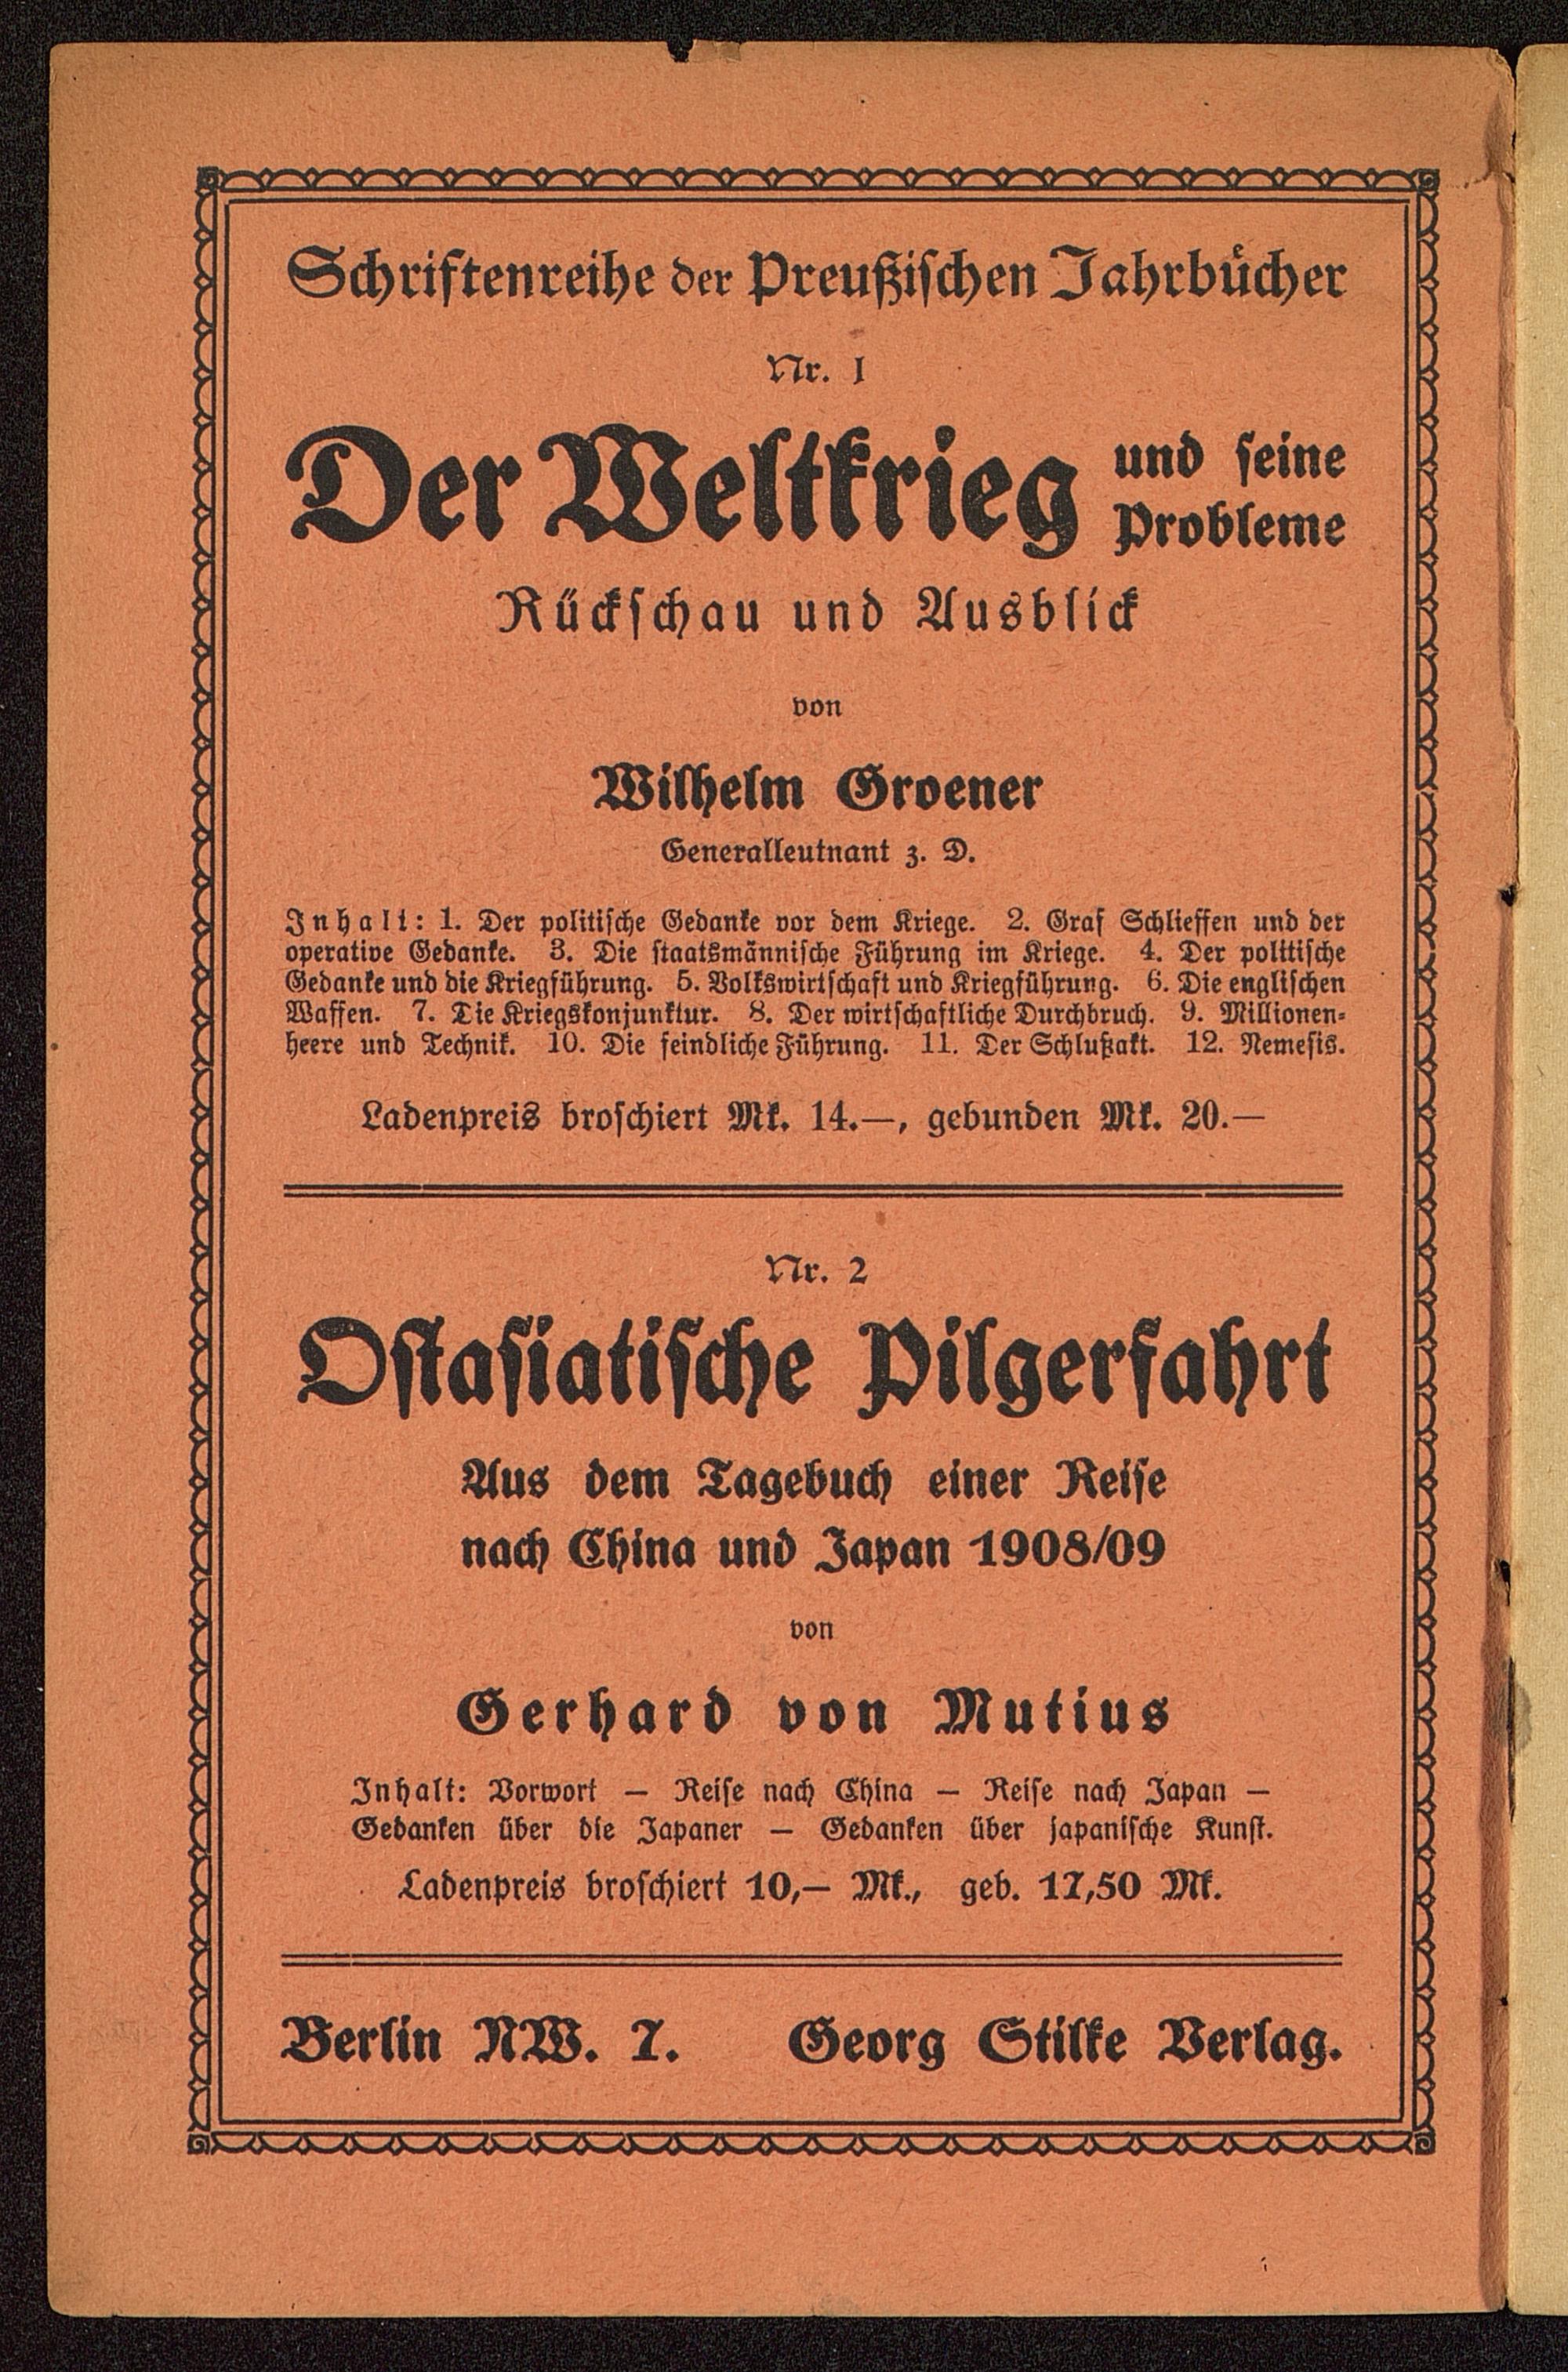 Schriftenreihe der Preußischen Jahrbücher
Nr. 1
Der Weltkrieg und seine
Probleme
Rückschau und Ausblick
von
Wilhelm Groener
Generalleutnant z. D.
Inhalt: 1. Der politische Gedanke vor dem Kriege. 2. Graf Schlieffen und der
operative Gedanke. 3. Die staatsmännische Führung im Kriege. 4. Der politische
Gedanke und die Kriegführung. 5. Volkswirtschaft und Kriegführung. 6. Die englischen
Waffen. 7. Die Kriegskonjunktur. 8. Der wirtschaftliche Durchbruch. 9. Millionen-
heere und Technik. 10. Die feindliche Führung. 11. Der Schlußakt. 12. Nemesis.
Ladenpreis broschiert Mk. 14.—, gebunden Mk. 20.—
Nr. 2
Ostasiatische Pilgerfahrt
Aus dem Tagebuch einer Reise
nach China und Japan 1908/09
von
Gerhard von Mutius
Inhalt: Vorwort — Reise nach China — Reise nach Japan —
Gedanken über die Japaner — Gedanken über japanische Kunst.
Ladenpreis broschiert 10,— Mk., geb. 17,50 Mk.
Berlin NW. 7. Georg Stilke Verlag.